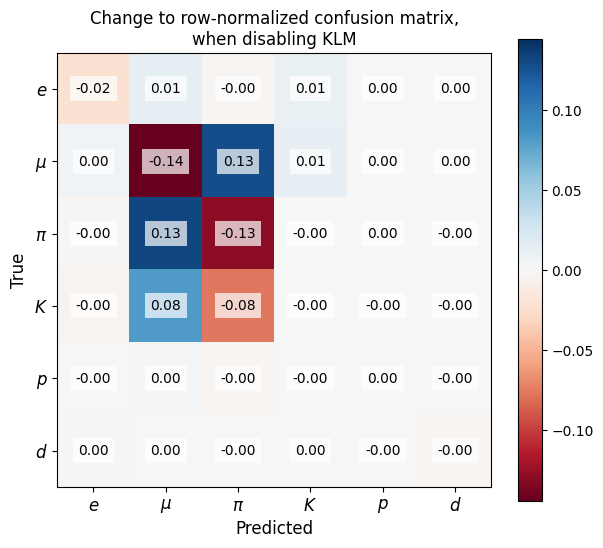 Change to row-normalized confusion matrix,
when disabling KLM
e -0.02 0.01 -0.00 0.01 0.00 0.00
μ 0.00 -0.14 0.13 0.01 0.00 0.00
π -0.00 0.13 -0.13 -0.00 0.00 -0.00
K -0.00 0.08 -0.08 -0.00 -0.00 -0.00
p -0.00 0.00 -0.00 -0.00 0.00 -0.00
d 0.00 0.00 -0.00 0.00 -0.00 -0.00
e μ π K p d
Predicted
True
0.10
0.05
0.00
−0.05
−0.10